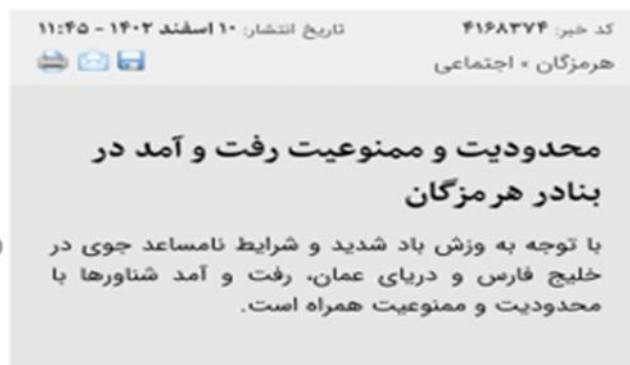 کد خبر: ۴۱۶۸۳۷۴
تاریخ انتشار: ۱۰ اسفند ۱۴۰۲ - ۱۱:۴۵
هرمزگان » اجتماعی
محدودیت و ممنوعیت رفت و آمد در
بنادر هرمزگان
با توجه به وزش باد شدید و شرایط نامساعد جوی در
خلیج فارس و دریای عمان، رفت و آمد شناورها با
محدودیت و ممنوعیت همراه است.